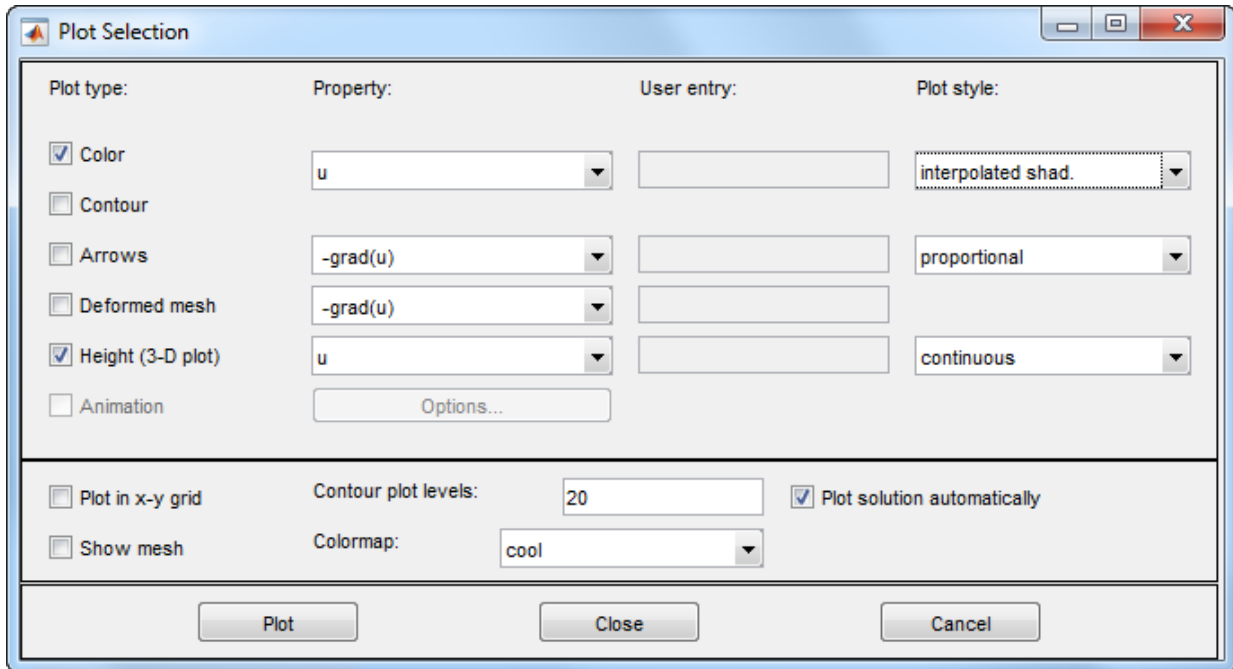 Plot Selection
Plot type: Property: User entry: Plot style:
Color u interpolated shad.
Contour
Arrows -grad(u) proportional
Deformed mesh -grad(u)
Height (3-D plot) u continuous
Animation Options...
Plot in x-y grid Contour plot levels: 20 Plot solution automatically
Show mesh Colormap: cool
Plot Close Cancel